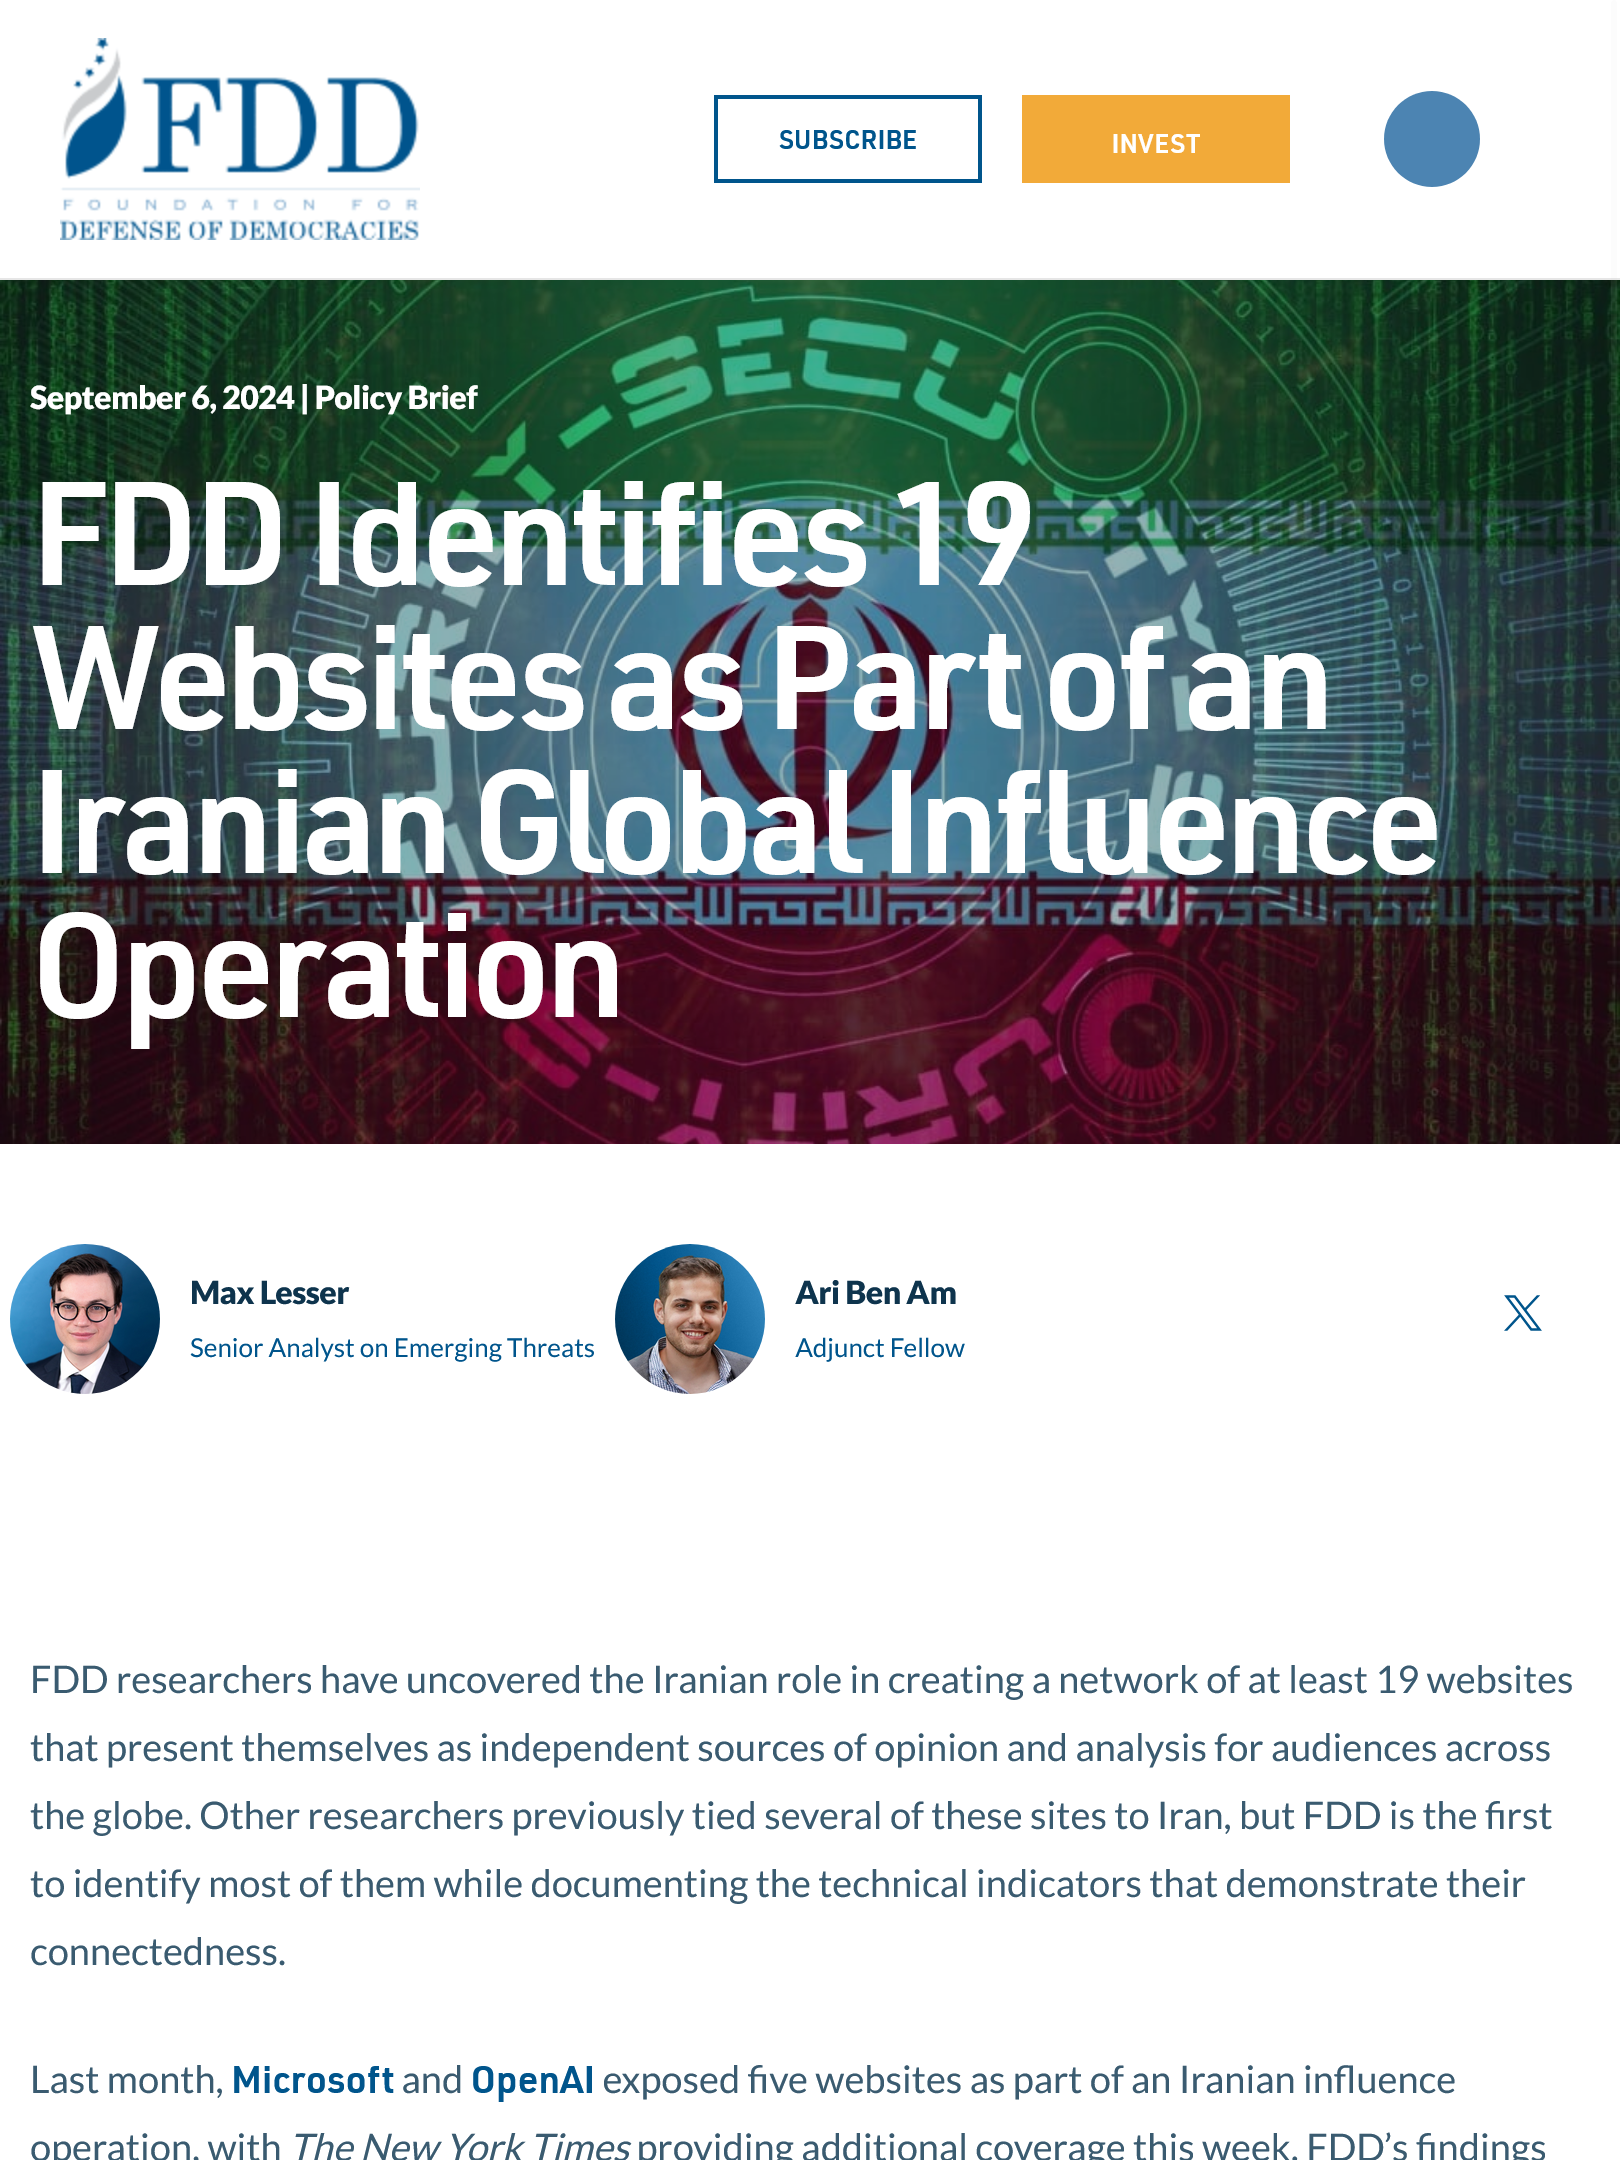 FDD
FOUNDATION FOR
DEFENSE OF DEMOCRACIES
SUBSCRIBE
INVEST
September 6, 2024 | Policy Brief
FDD Identifies 19
Websites as Part of an
Iranian Global Influence
Operation
Max Lesser
Senior Analyst on Emerging Threats
Ari Ben Am
Adjunct Fellow
FDD researchers have uncovered the Iranian role in creating a network of at least 19 websites
that present themselves as independent sources of opinion and analysis for audiences across
the globe. Other researchers previously tied several of these sites to Iran, but FDD is the first
to identify most of them while documenting the technical indicators that demonstrate their
connectedness.
Last month, Microsoft and OpenAI exposed five websites as part of an Iranian influence
operation, with The New York Times providing additional coverage this week. FDD’s findings